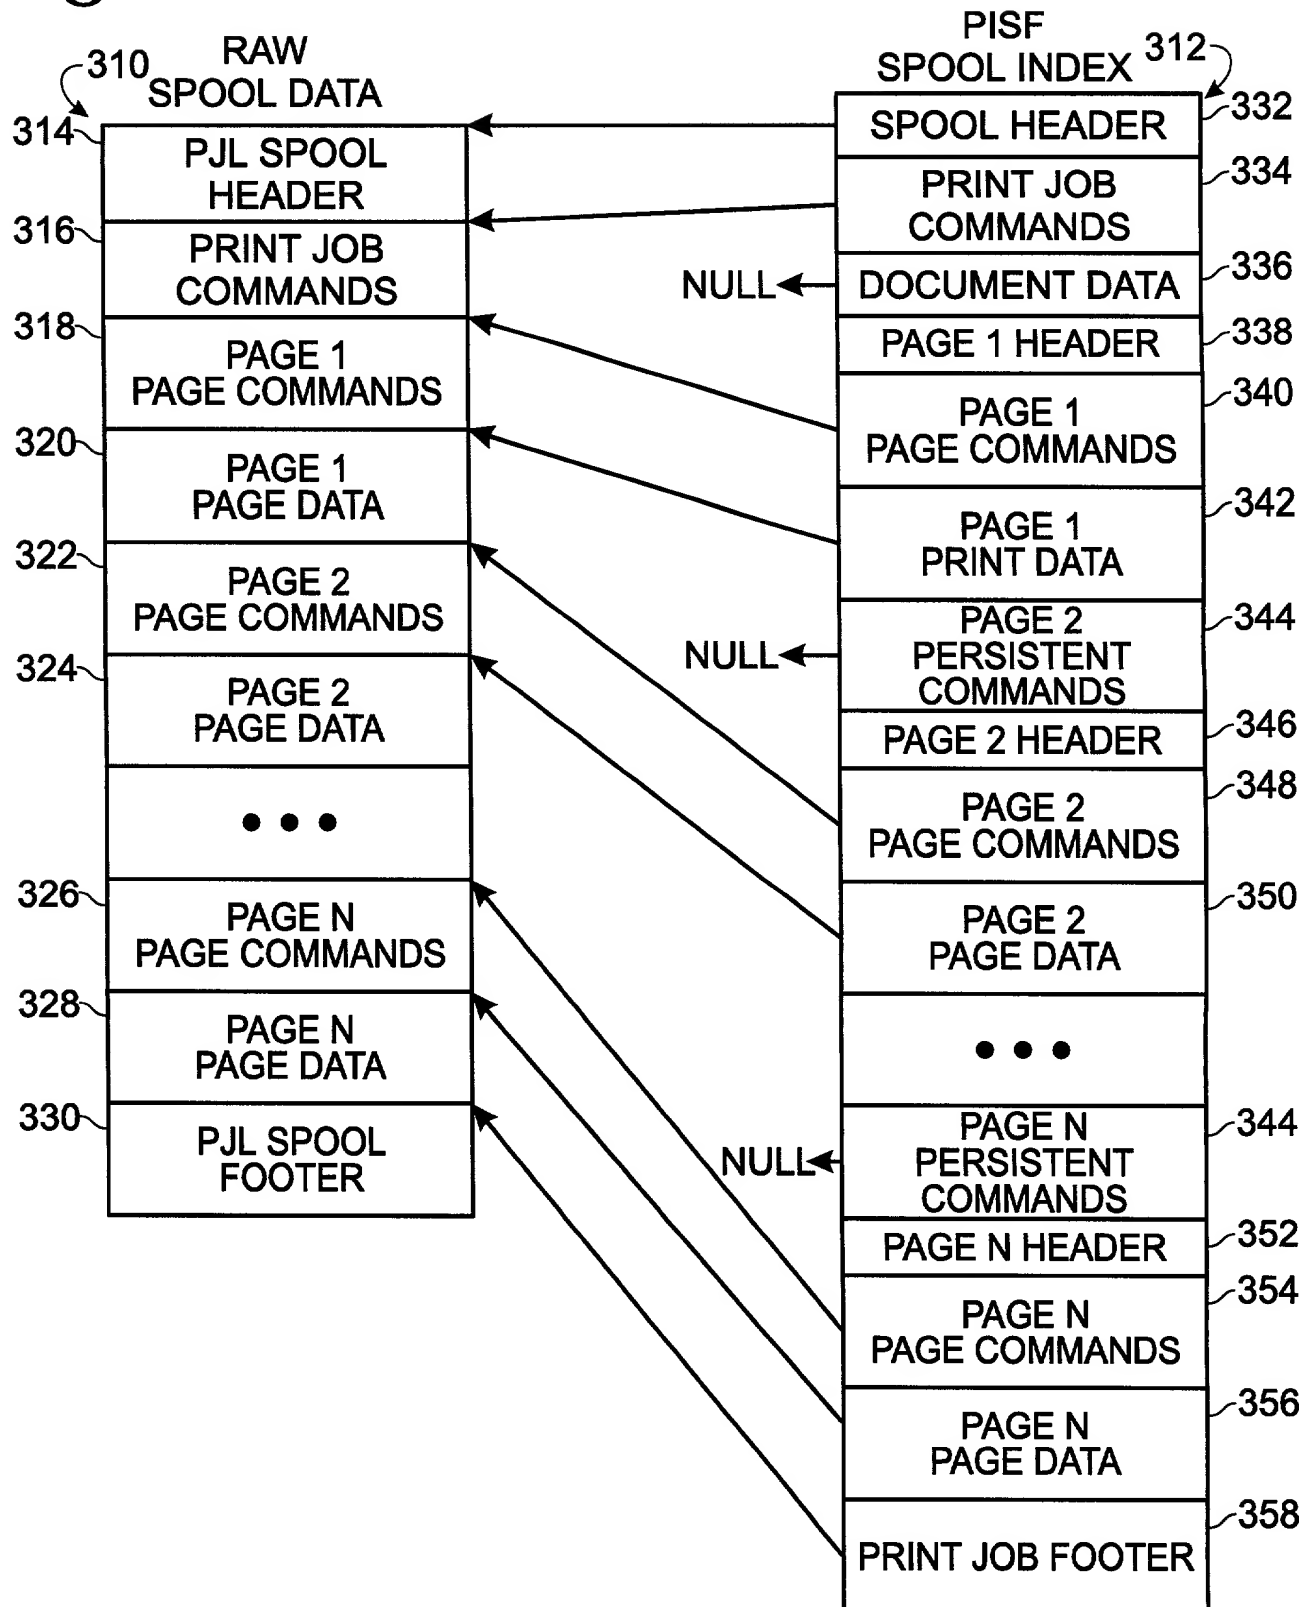 RAW
SPOOL DATA
310
314
PJL SPOOL
HEADER
316
PRINT JOB
COMMANDS
318
PAGE 1
PAGE COMMANDS
320
PAGE 1
PAGE DATA
322
PAGE 2
PAGE COMMANDS
324
PAGE 2
PAGE DATA
326
PAGE N
PAGE COMMANDS
328
PAGE N
PAGE DATA
330
PJL SPOOL
FOOTER
PISF
SPOOL INDEX
312
SPOOL HEADER
332
PRINT JOB
COMMANDS
334
NULL
DOCUMENT DATA
336
PAGE 1 HEADER
338
PAGE 1
PAGE COMMANDS
340
PAGE 1
PRINT DATA
342
NULL
PAGE 2
PERSISTENT
COMMANDS
344
PAGE 2 HEADER
346
PAGE 2
PAGE COMMANDS
348
PAGE 2
PAGE DATA
350
NULL
PAGE N
PERSISTENT
COMMANDS
344
PAGE N HEADER
352
PAGE N
PAGE COMMANDS
354
PAGE N
PAGE DATA
356
PRINT JOB FOOTER
358